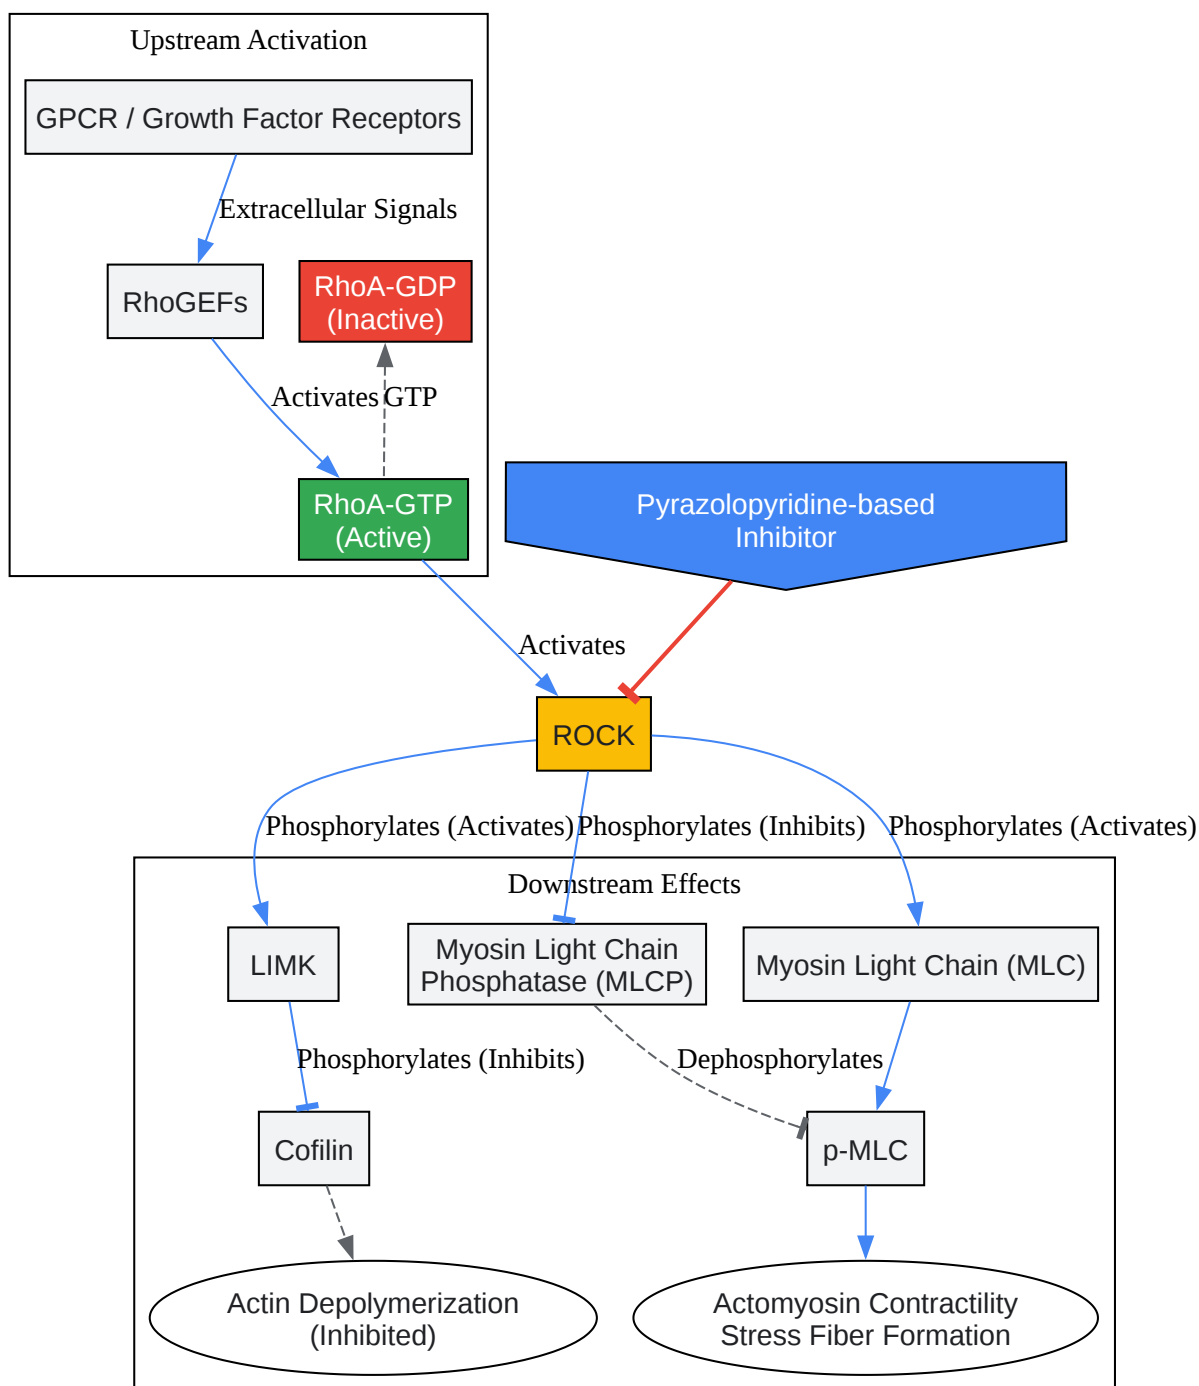 Upstream Activation
GPCR / Growth Factor Receptors
Extracellular Signals
RhoGEFs
RhoA-GDP
(Inactive)
Activates
GTP
RhoA-GTP
(Active)
Pyrazolopyridine-based
Inhibitor
Activates
ROCK
Phosphorylates (Activates)
Phosphorylates (Inhibits)
Phosphorylates (Activates)
Downstream Effects
LIMK
Myosin Light Chain
Phosphatase (MLCP)
Myosin Light Chain (MLC)
Phosphorylates (Inhibits)
Dephosphorylates
Cofilin
p-MLC
Actin Depolymerization
(Inhibited)
Actomyosin Contractility
Stress Fiber Formation